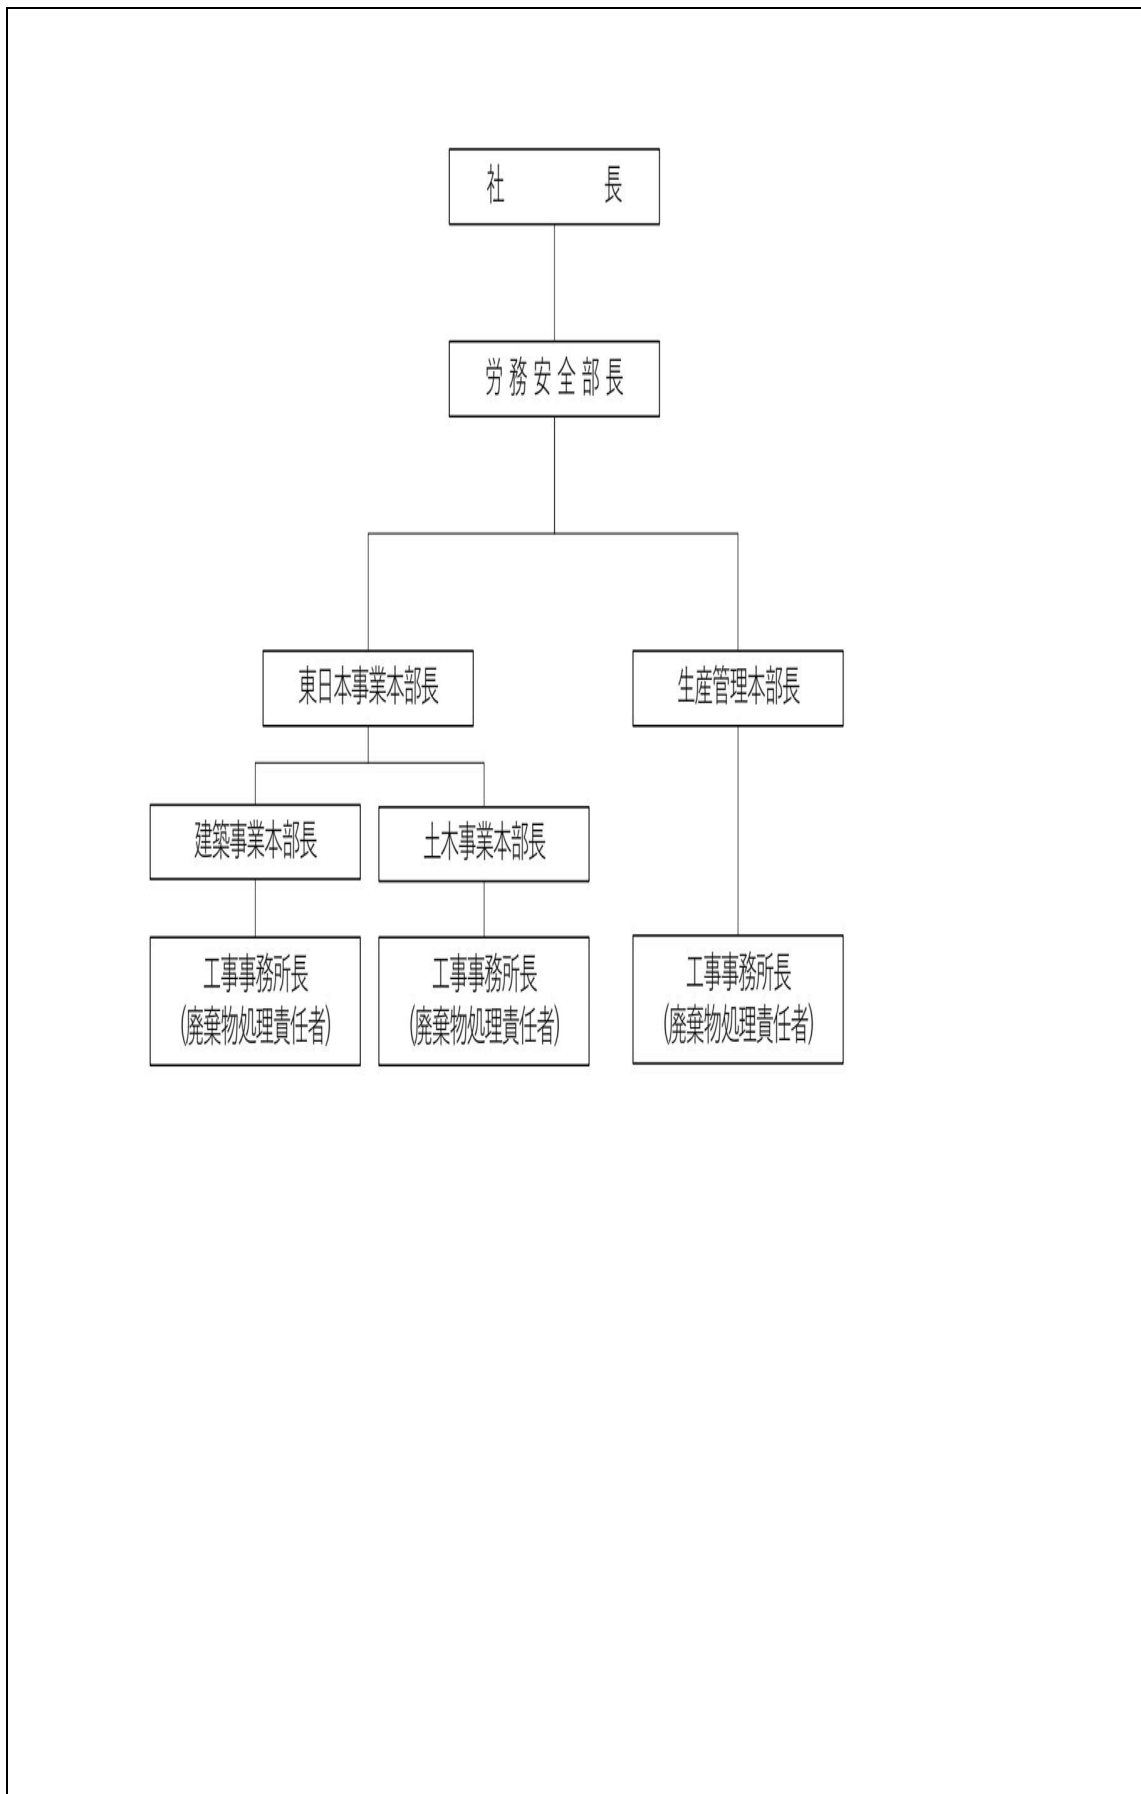 社　　　長
労務安全部長
東日本事業本部長
生産管理本部長
建築事業本部長
土木事業本部長
工事事務所長
(廃棄物処理責任者)
工事事務所長
(廃棄物処理責任者)
工事事務所長
(廃棄物処理責任者)